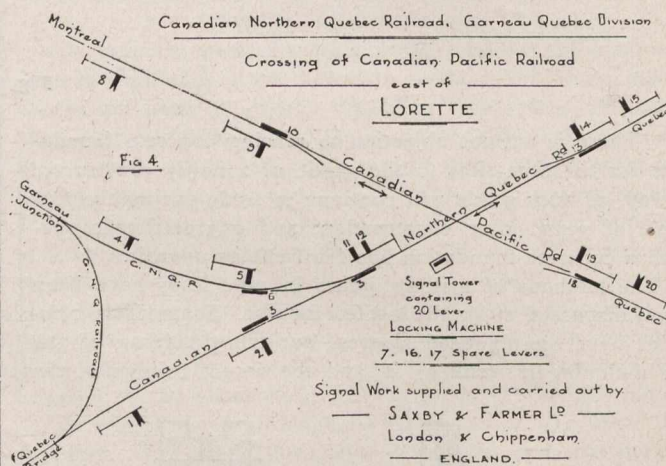 Canadian Northern Quebec Railroad, Garneau Quebec Division
Crossing of Canadian Pacific Railroad
east of
LORETTE
Montreal
8
10
9
Fig 4.
Canadian
Pacific Rd
14
15
13
Quebec
Canadian
Northern
Quebec Rd
19
18
20
Quebec
Garneau
Junction
4
C. N. Q. R
5
6
11 12
3
3
2
1
C. N. Q Railroad
Quebec
Bridge
Signal Tower
containing
20 Lever
LOCKING MACHINE
7. 16. 17 Spare Levers
Signal Work supplied and carried out by
SAXBY & FARMER LD
London & Chippenham
ENGLAND.